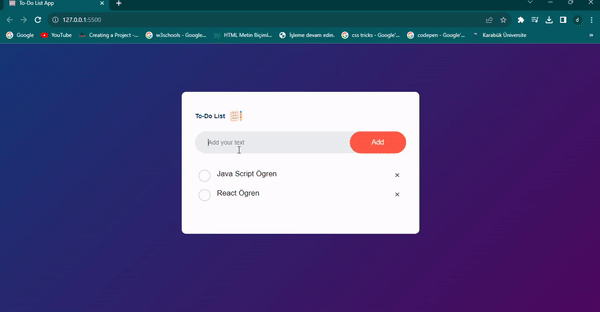 To-Do List App
127.0.0.1:5500
Google YouTube Creating a Project -... w3schools - Google... HTML Metin Biçiml... İşleme devam edin. css tricks - Google'... codepen - Google'... Karabük Üniversite
To-Do List
Add your text Add
Java Script Ögren
React Ögren